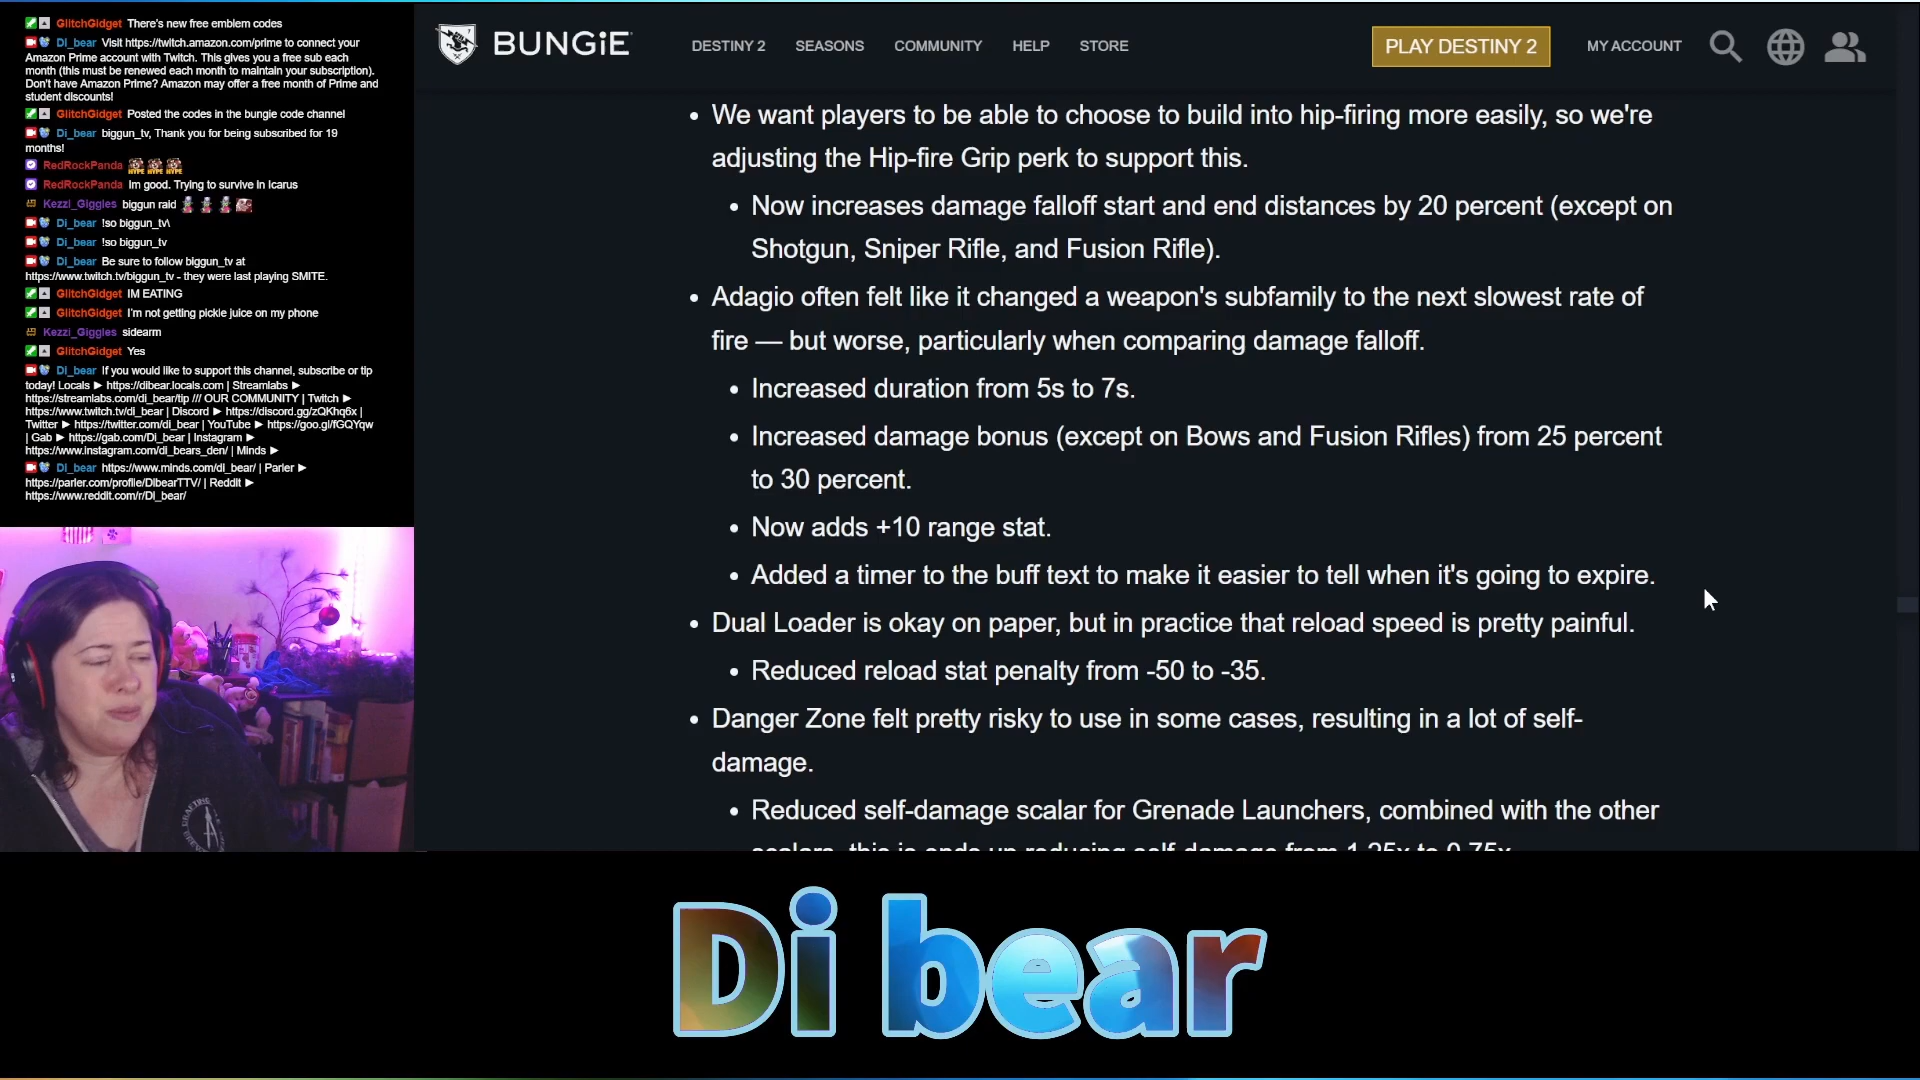 GlitchGidget There's new free emblem codes
Di_bear Visit https://twitch.amazon.com/prime to connect your
Amazon Prime account with Twitch. This gives you a free sub each
month (this must be renewed each month to maintain your subscription).
Don't have Amazon Prime? Amazon may offer a free month of Prime and
student discounts!
GlitchGidget Posted the codes in the bungie code channel
Di_bear biggun_tv, Thank you for being subscribed for 19
months!
RedRockPanda HYPE HYPE HYPE
RedRockPanda Im good. Trying to survive in Icarus
Kezzi_Giggles biggun raid
Di_bear !so biggun_tv\
Di_bear !so biggun_tv
Di_bear Be sure to follow biggun_tv at
https://www.twitch.tv/biggun_tv - they were last playing SMITE.
GlitchGidget IM EATING
GlitchGidget I'm not getting pickle juice on my phone
Kezzi_Giggles sidearm
GlitchGidget Yes
Di_bear If you would like to support this channel, subscribe or tip
today! Locals ► https://dibear.locals.com | Streamlabs ►
https://streamlabs.com/di_bear/tip /// OUR COMMUNITY | Twitch ►
https://www.twitch.tv/di_bear | Discord ► https://discord.gg/zQKhq6x |
Twitter ► https://twitter.com/di_bear | YouTube ► https://goo.gl/fGQYqw
| Gab ► https://gab.com/Di_bear | Instagram ►
https://www.instagram.com/di_bears_den/ | Minds ►
Di_bear https://www.minds.com/di_bear/ | Parler ►
https://parler.com/profile/DibearTTV/ | Reddit ►
https://www.reddit.com/r/Di_bear/
BUNGiE
DESTINY 2 SEASONS COMMUNITY HELP STORE
PLAY DESTINY 2
MY ACCOUNT
• We want players to be able to choose to build into hip-firing more easily, so we're
adjusting the Hip-fire Grip perk to support this.
• Now increases damage falloff start and end distances by 20 percent (except on
Shotgun, Sniper Rifle, and Fusion Rifle).
• Adagio often felt like it changed a weapon's subfamily to the next slowest rate of
fire — but worse, particularly when comparing damage falloff.
• Increased duration from 5s to 7s.
• Increased damage bonus (except on Bows and Fusion Rifles) from 25 percent
to 30 percent.
• Now adds +10 range stat.
• Added a timer to the buff text to make it easier to tell when it's going to expire.
• Dual Loader is okay on paper, but in practice that reload speed is pretty painful.
• Reduced reload stat penalty from -50 to -35.
• Danger Zone felt pretty risky to use in some cases, resulting in a lot of self-
damage.
• Reduced self-damage scalar for Grenade Launchers, combined with the other
scalars, this is ends up reducing self-damage from 1.25x to 0.75x.
Di bear